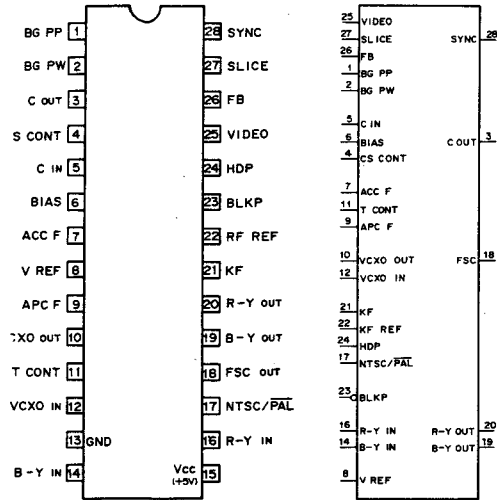 BG PP 1 28 SYNC
BG PW 2 27 SLICE
C OUT 3 26 FB
S CONT 4 25 VIDEO
C IN 5 24 HDP
BIAS 6 23 BLKP
ACC F 7 22 RF REF
V REF 8 21 KF
APC F 9 20 R-Y OUT
CXO OUT 10 19 B-Y OUT
T CONT 11 18 FSC OUT
VCXO IN 12 17 NTSC/PAL
13 GND 16 R-Y IN
B-Y IN 14 VCC (+5V) 15
25 VIDEO
27 SLICE SYNC 28
26 FB
1 BG PP
2 BG PW
5 C IN
6 BIAS C OUT 3
4 CS CONT
7 ACC F
11 T CONT
9 APC F
10 VCXO OUT FSC 18
12 VCXO IN
21 KF
22 KF REF
24 HDP
17 NTSC/PAL
23 BLKP
16 R-Y IN R-Y OUT 20
14 B-Y IN B-Y OUT 19
8 V REF